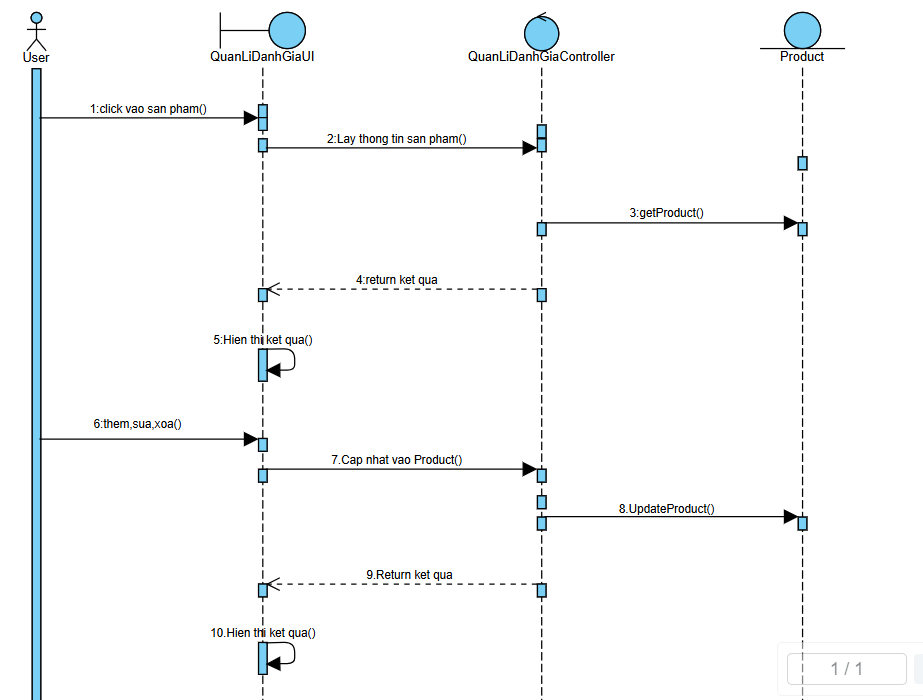 User
QuanLiDanhGiaUI
QuanLiDanhGiaController
Product
1:click vao san pham()
2:Lay thong tin san pham()
3:getProduct()
4:return ket qua
5:Hien thi ket qua()
6:them,sua,xoa()
7.Cap nhat vao Product()
8.UpdateProduct()
9.Return ket qua
10.Hien thi ket qua()
1 / 1